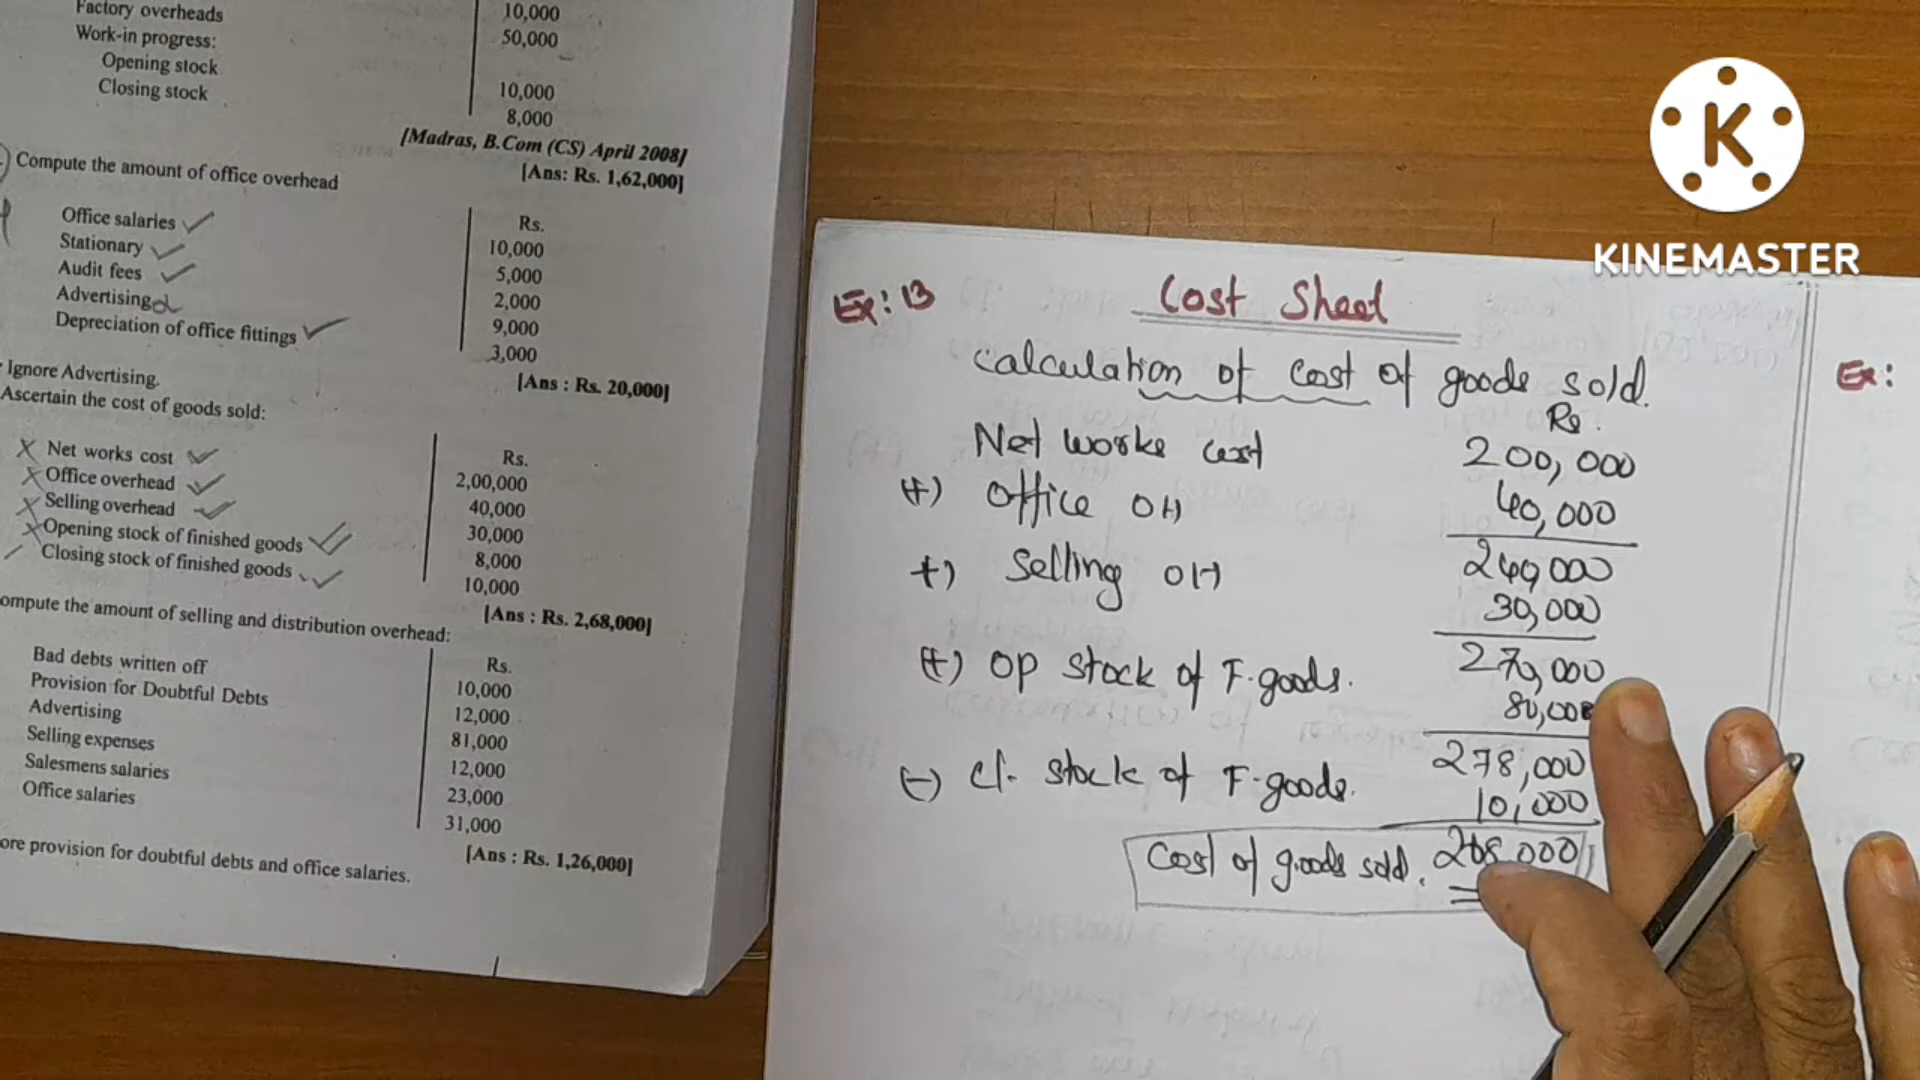 Factory overheads 10,000
Work-in progress: 50,000
Opening stock 10,000
Closing stock 8,000
[Madras, B.Com (CS) April 2008]
[Ans: Rs. 1,62,000]
Compute the amount of office overhead
Rs.
Office salaries 10,000
Stationary 5,000
Audit fees 2,000
Advertising 9,000
Depreciation of office fittings 3,000
[Ans : Rs. 20,000]
Ignore Advertising.
Ascertain the cost of goods sold:
Rs.
Net works cost 2,00,000
Office overhead 40,000
Selling overhead 30,000
Opening stock of finished goods 8,000
Closing stock of finished goods 10,000
[Ans : Rs. 2,68,000]
ompute the amount of selling and distribution overhead:
Rs.
Bad debts written off 10,000
Provision for Doubtful Debts 12,000
Advertising 81,000
Selling expenses 12,000
Salesmens salaries 23,000
Office salaries 31,000
[Ans : Rs. 1,26,000]
ore provision for doubtful debts and office salaries.
K
KINEMASTER
Ex: 13 Cost Sheet
Calculation of cost of goods sold.
Rs.
Net works cost 200,000
(+) Office OH 40,000
240,000
+) Selling OH 30,000
270,000
(+) OP stock of F.goods. 80,000
278,000
(-) cl. stock of F.goods. 10,000
Cost of goods sold. 268,000
Ex: